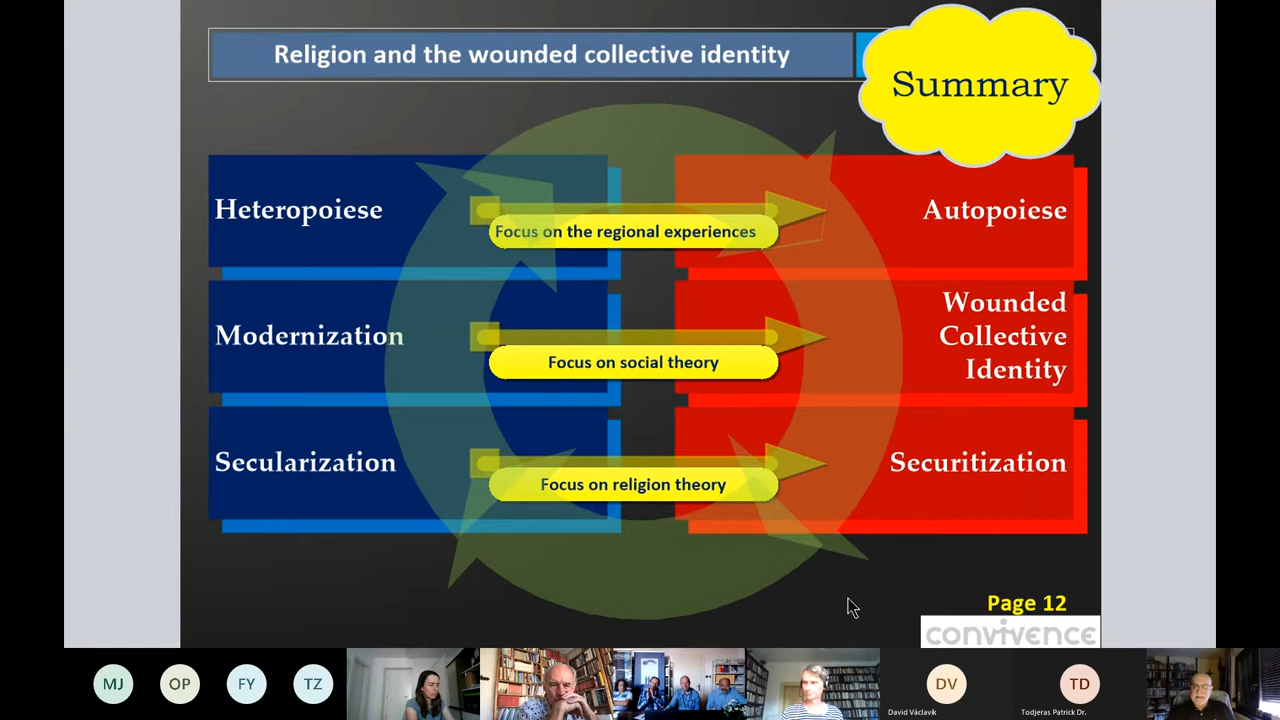 Religion and the wounded collective identity
Summary
Heteropoiese
Focus on the regional experiences
Autopoiese
Modernization
Focus on social theory
Wounded
Collective
Identity
Secularization
Focus on religion theory
Securitization
Page 12
convivence
MJ
OP
FY
TZ
DV
David Václavík
TD
Todjeras Patrick Dr.